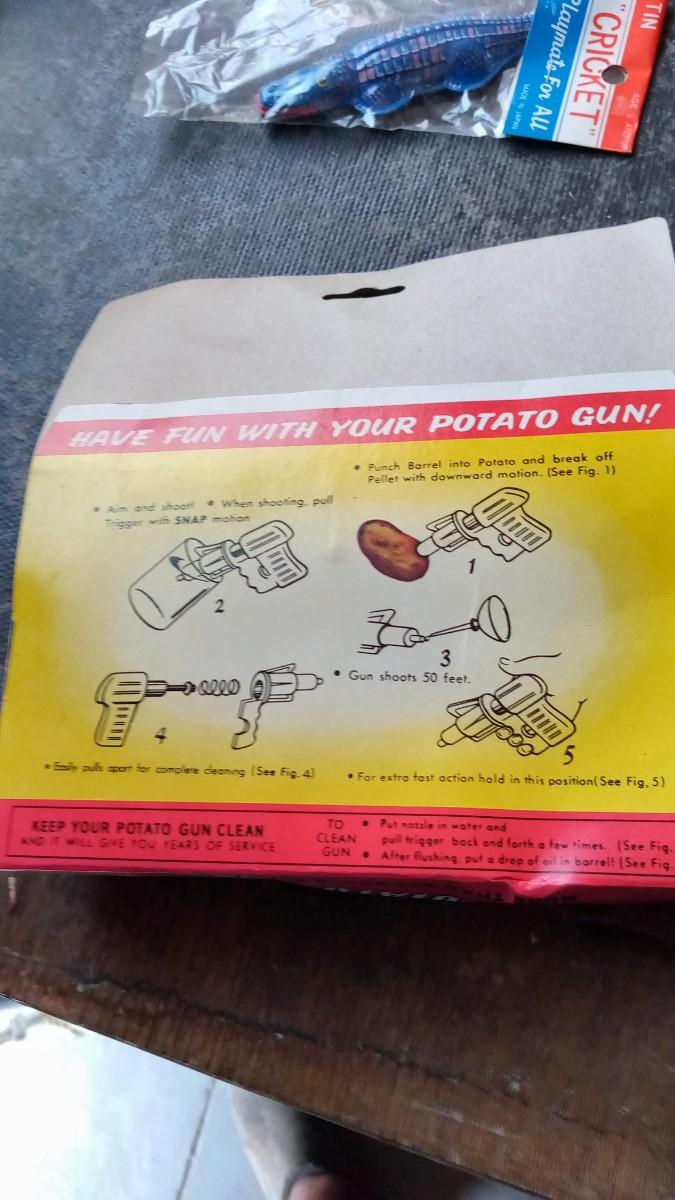 TIN
"CRICKET"
Playmate For All
MADE IN JAPAN
HAVE FUN WITH YOUR POTATO GUN!
• Punch Barrel into Potato and break off
Pellet with downward motion. (See Fig. 1)
• Aim and shoot! • When shooting, pull
Trigger with SNAP motion
1
2
3
• Gun shoots 50 feet.
4
5
• Easily pulls apart for complete cleaning (See Fig. 4)
• For extra fast action hold in this position(See Fig. 5)
KEEP YOUR POTATO GUN CLEAN
AND IT WILL GIVE YOU YEARS OF SERVICE
TO
CLEAN
GUN
• Put nozzle in water and
pull trigger back and forth a few times. (See Fig.
• After flushing, put a drop of oil in barrel! (See Fig.